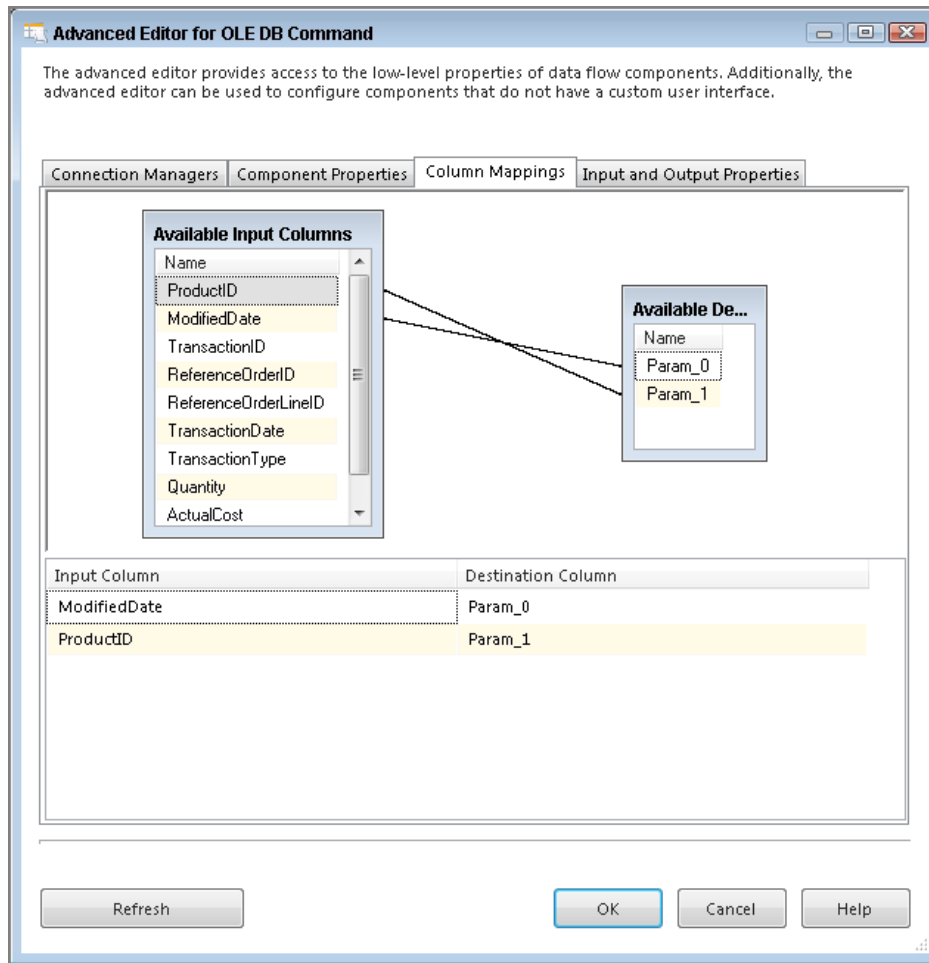 Advanced Editor for OLE DB Command
The advanced editor provides access to the low-level properties of data flow components. Additionally, the
advanced editor can be used to configure components that do not have a custom user interface.
Connection Managers Component Properties Column Mappings Input and Output Properties
Available Input Columns
Name
ProductID
ModifiedDate
TransactionID
ReferenceOrderID
ReferenceOrderLineID
TransactionDate
TransactionType
Quantity
ActualCost
Available De...
Name
Param_0
Param_1
Input Column Destination Column
ModifiedDate Param_0
ProductID Param_1
Refresh OK Cancel Help